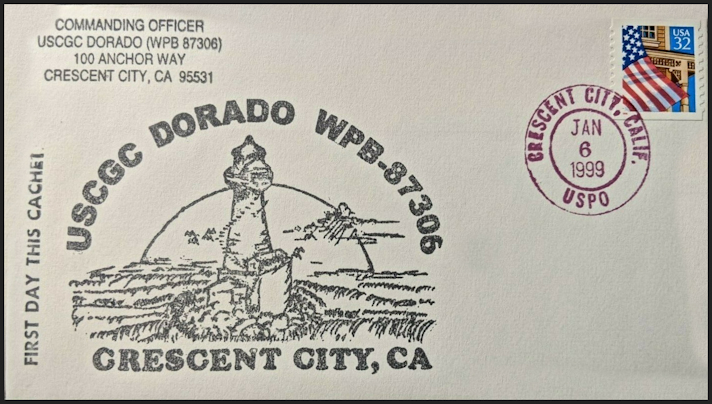 COMMANDING OFFICER
USCGC DORADO (WPB 87306)
100 ANCHOR WAY
CRESCENT CITY, CA 95531
USA
32
CRESCENT CITY, CALIF.
JAN
6
1999
USPO
FIRST DAY THIS CACHET
USCGC DORADO WPB-87306
CRESCENT CITY, CA